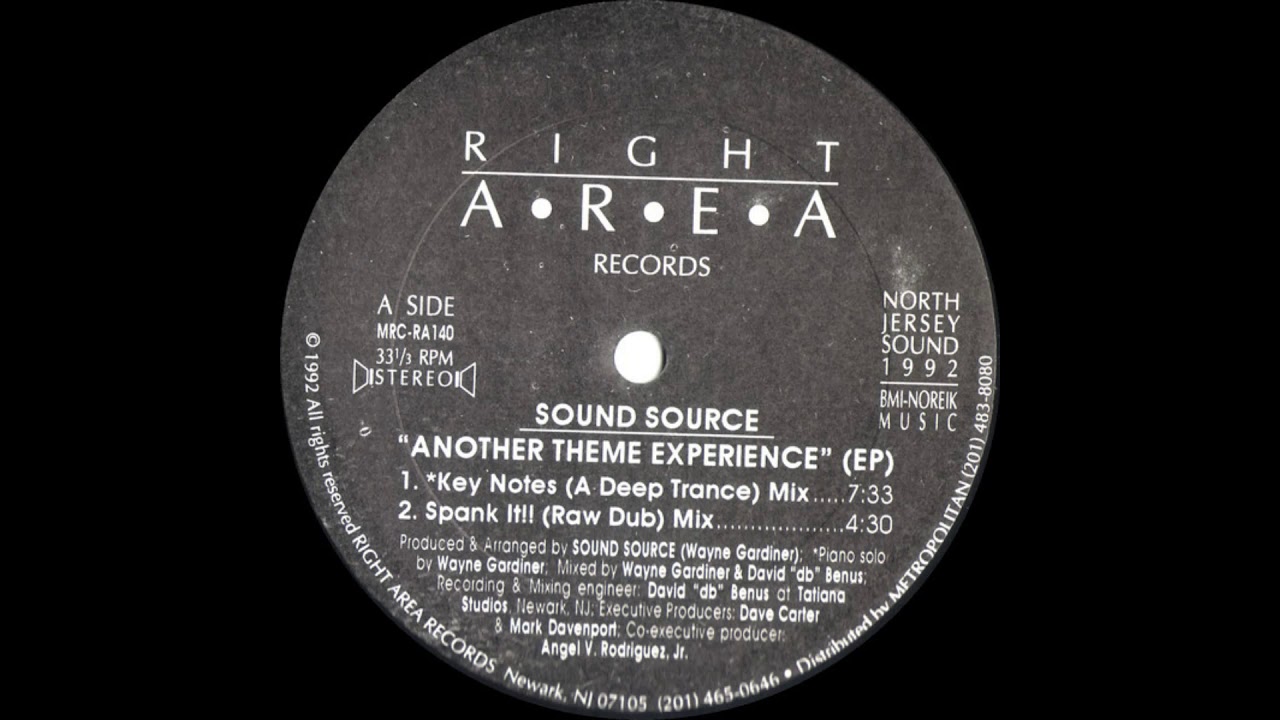 RIGHT
A•R•E•A
RECORDS
A SIDE
MRC-RA140
33⅓ RPM
STEREO
NORTH
JERSEY
SOUND
1992
BMI-NOREIK
MUSIC
SOUND SOURCE
“ANOTHER THEME EXPERIENCE” (EP)
1. *Key Notes (A Deep Trance) Mix.....7:33
2. Spank It!! (Raw Dub) Mix...................4:30
Produced & Arranged by SOUND SOURCE (Wayne Gardiner); *Piano solo
by Wayne Gardiner; Mixed by Wayne Gardiner & David "db" Benus;
Recording & Mixing engineer: David "db" Benus at Tatiana
Studios, Newark, NJ; Executive Producers: Dave Carter
& Mark Davenport; Co-executive producer:
Angel V. Rodriguez, Jr.
© 1992 All rights reserved RIGHT AREA RECORDS Newark, NJ 07105 (201) 465-0646 • Distributed by METROPOLITAN (201) 483-8080